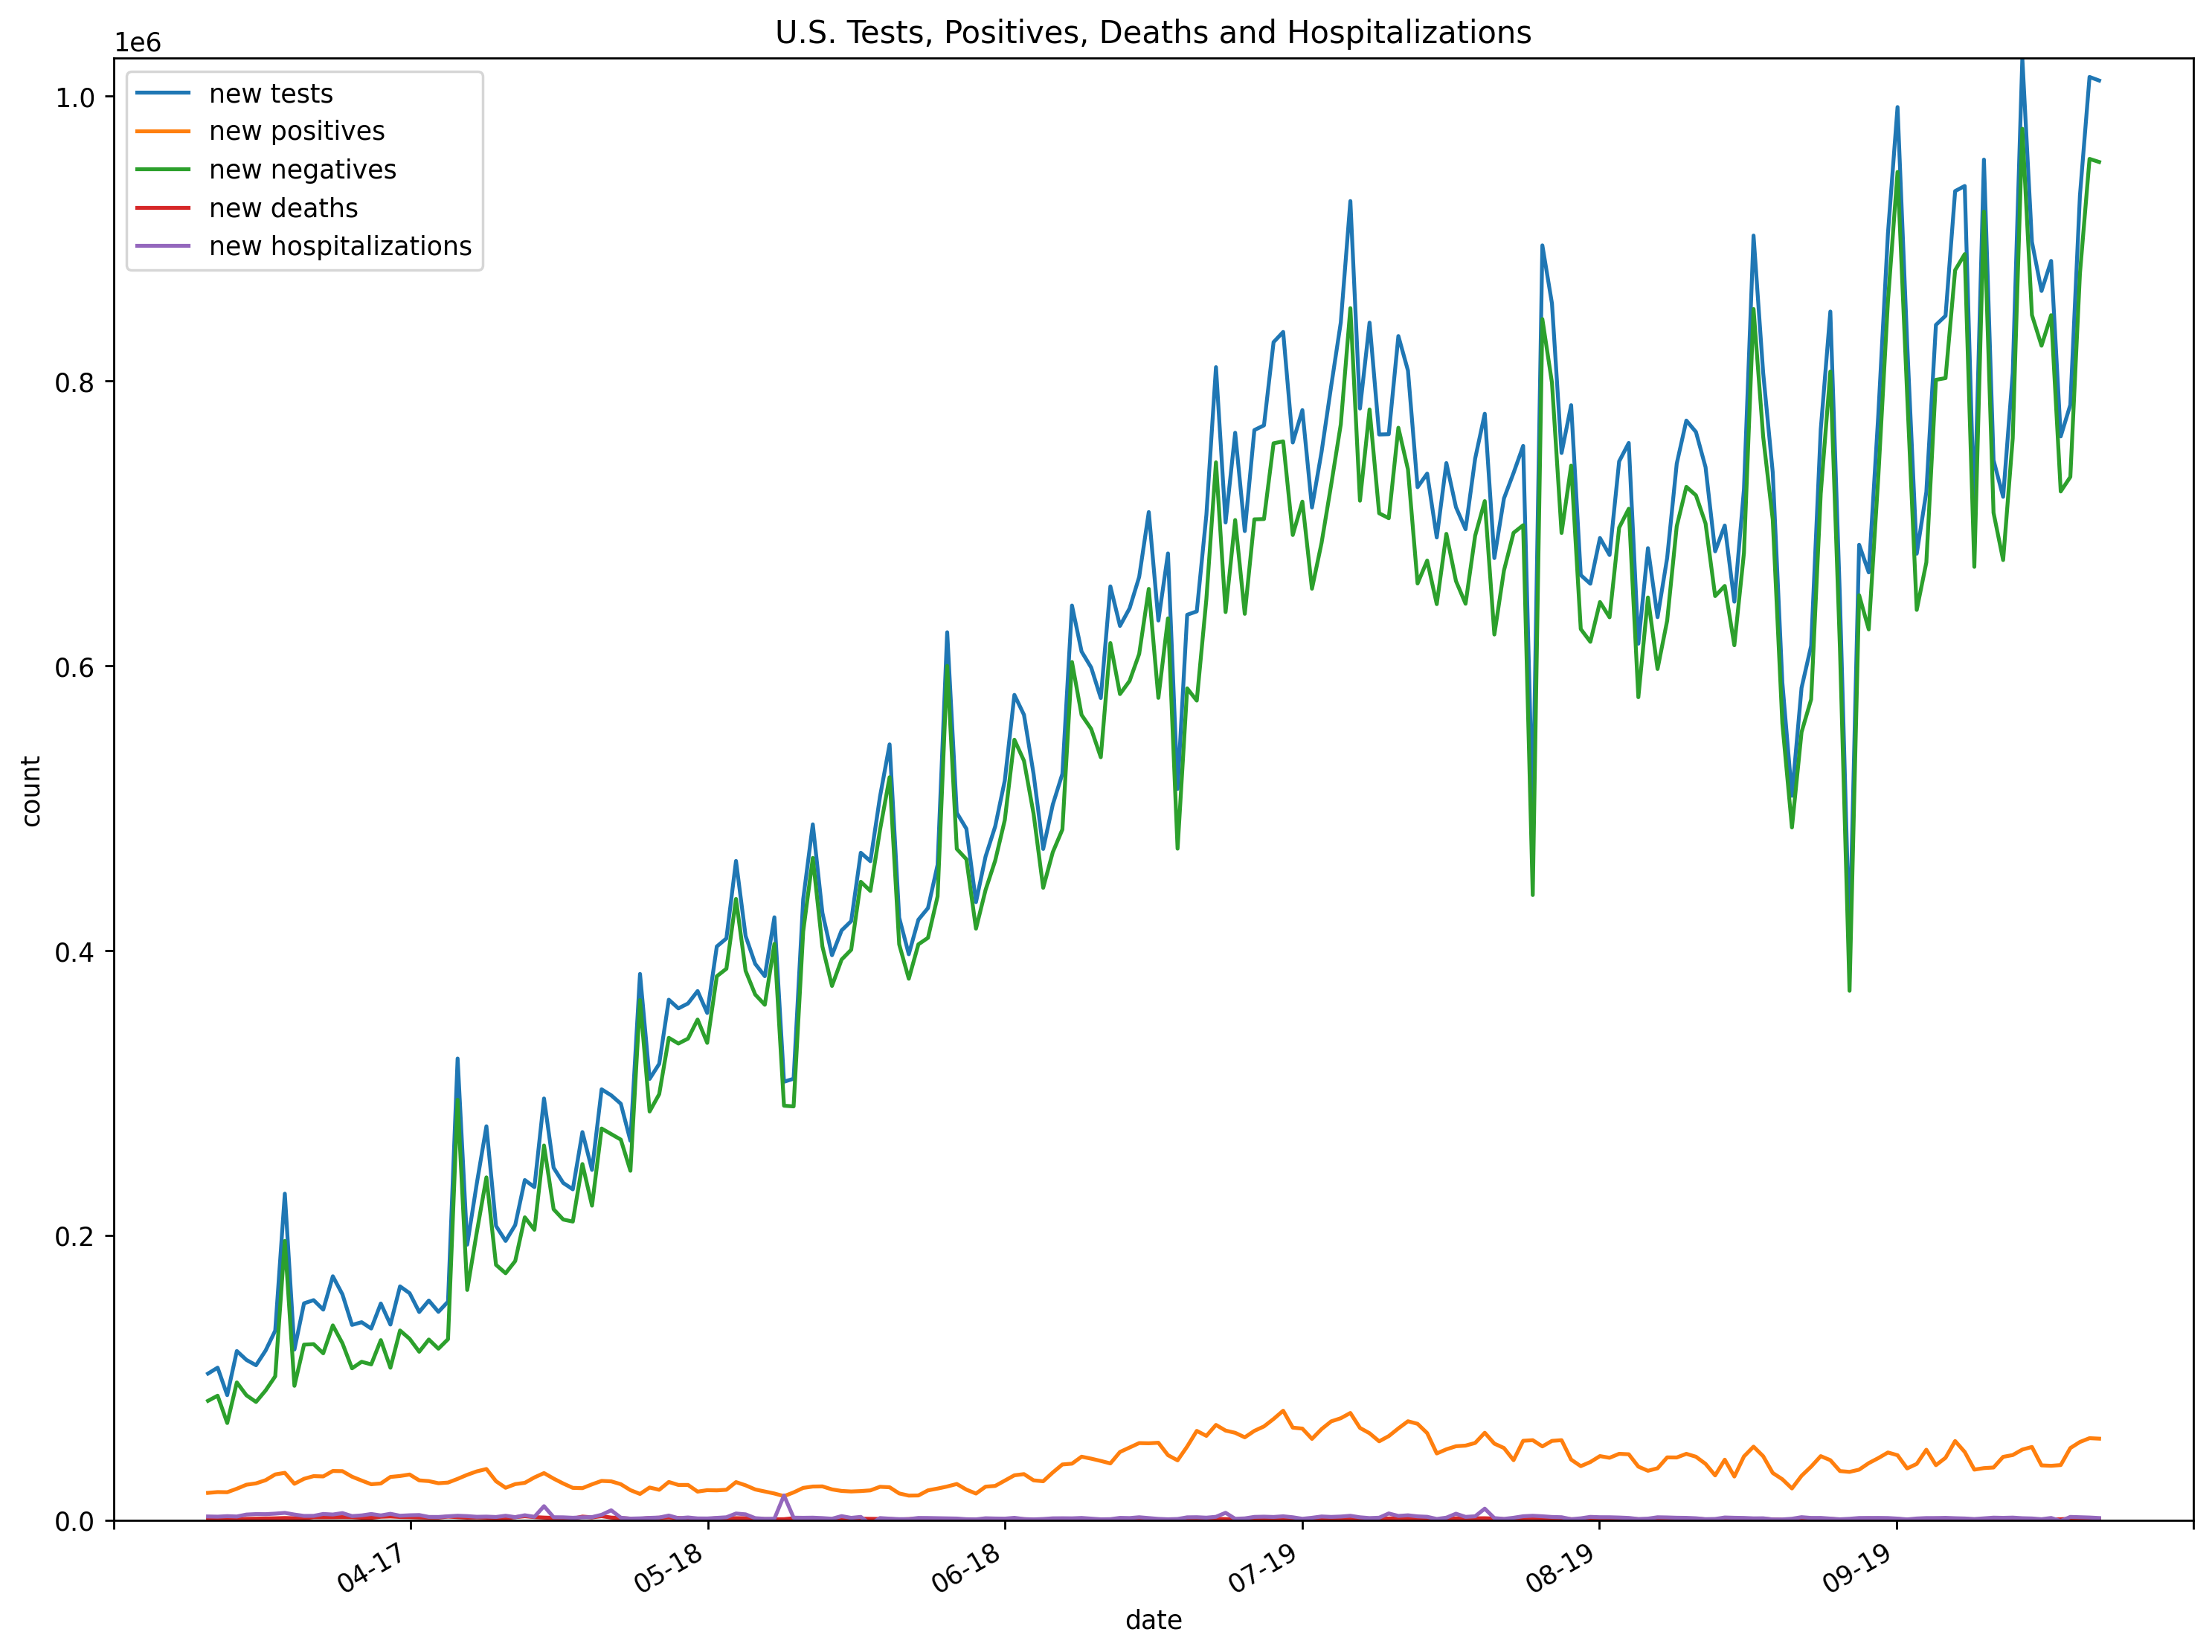 U.S. Tests, Positives, Deaths and Hospitalizations
1e6
new tests
new positives
new negatives
new deaths
new hospitalizations
1.0
0.8
0.6
0.4
0.2
0.0
count
04-17
05-18
06-18
07-19
08-19
09-19
date